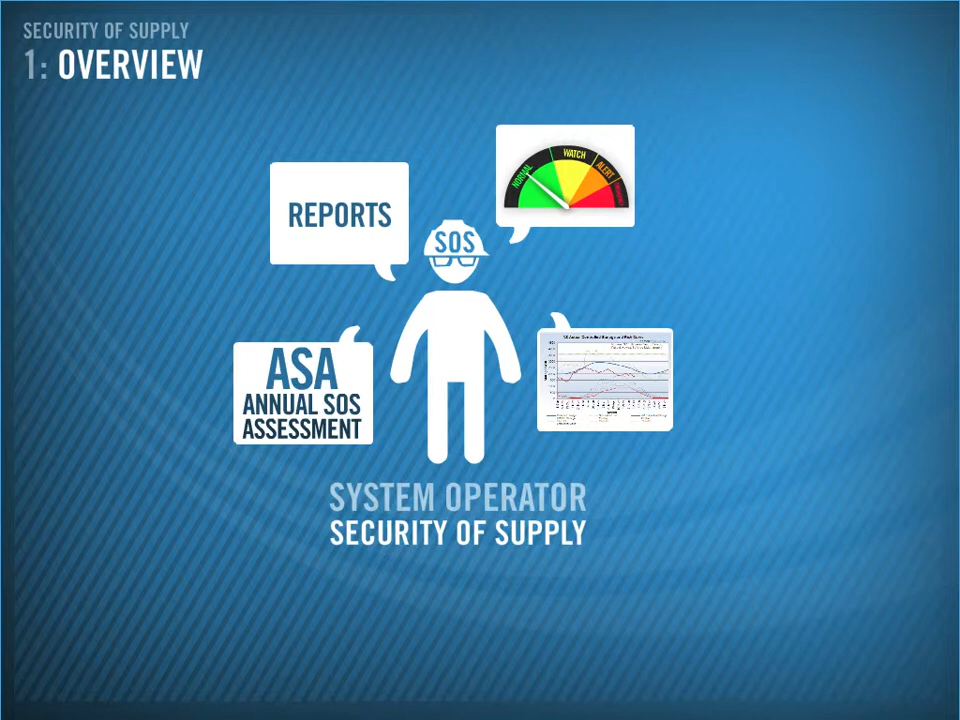 SECURITY OF SUPPLY
1: OVERVIEW
REPORTS
NORMAL
WATCH
ALERT
SOS
ASA
ANNUAL SOS
ASSESSMENT
SYSTEM OPERATOR
SECURITY OF SUPPLY